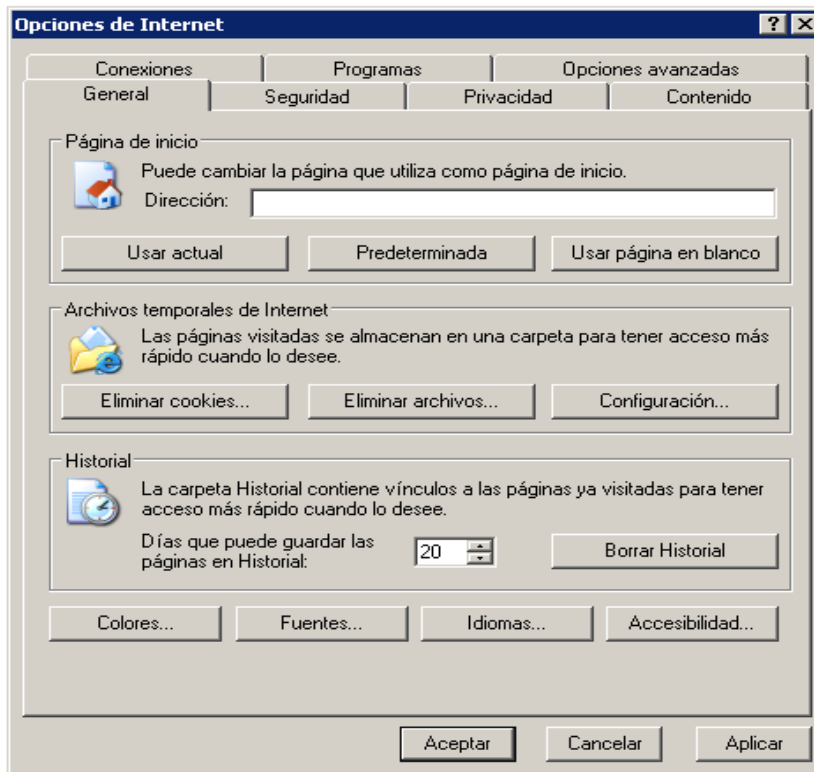 Opciones de Internet
Conexiones Programas Opciones avanzadas
General Seguridad Privacidad Contenido
Página de inicio
Puede cambiar la página que utiliza como página de inicio.
Dirección:
Usar actual Predeterminada Usar página en blanco
Archivos temporales de Internet
Las páginas visitadas se almacenan en una carpeta para tener acceso más
rápido cuando lo desee.
Eliminar cookies... Eliminar archivos... Configuración...
Historial
La carpeta Historial contiene vínculos a las páginas ya visitadas para tener
acceso más rápido cuando lo desee.
Días que puede guardar las
páginas en Historial: 20 Borrar Historial
Colores... Fuentes... Idiomas... Accesibilidad...
Aceptar Cancelar Aplicar